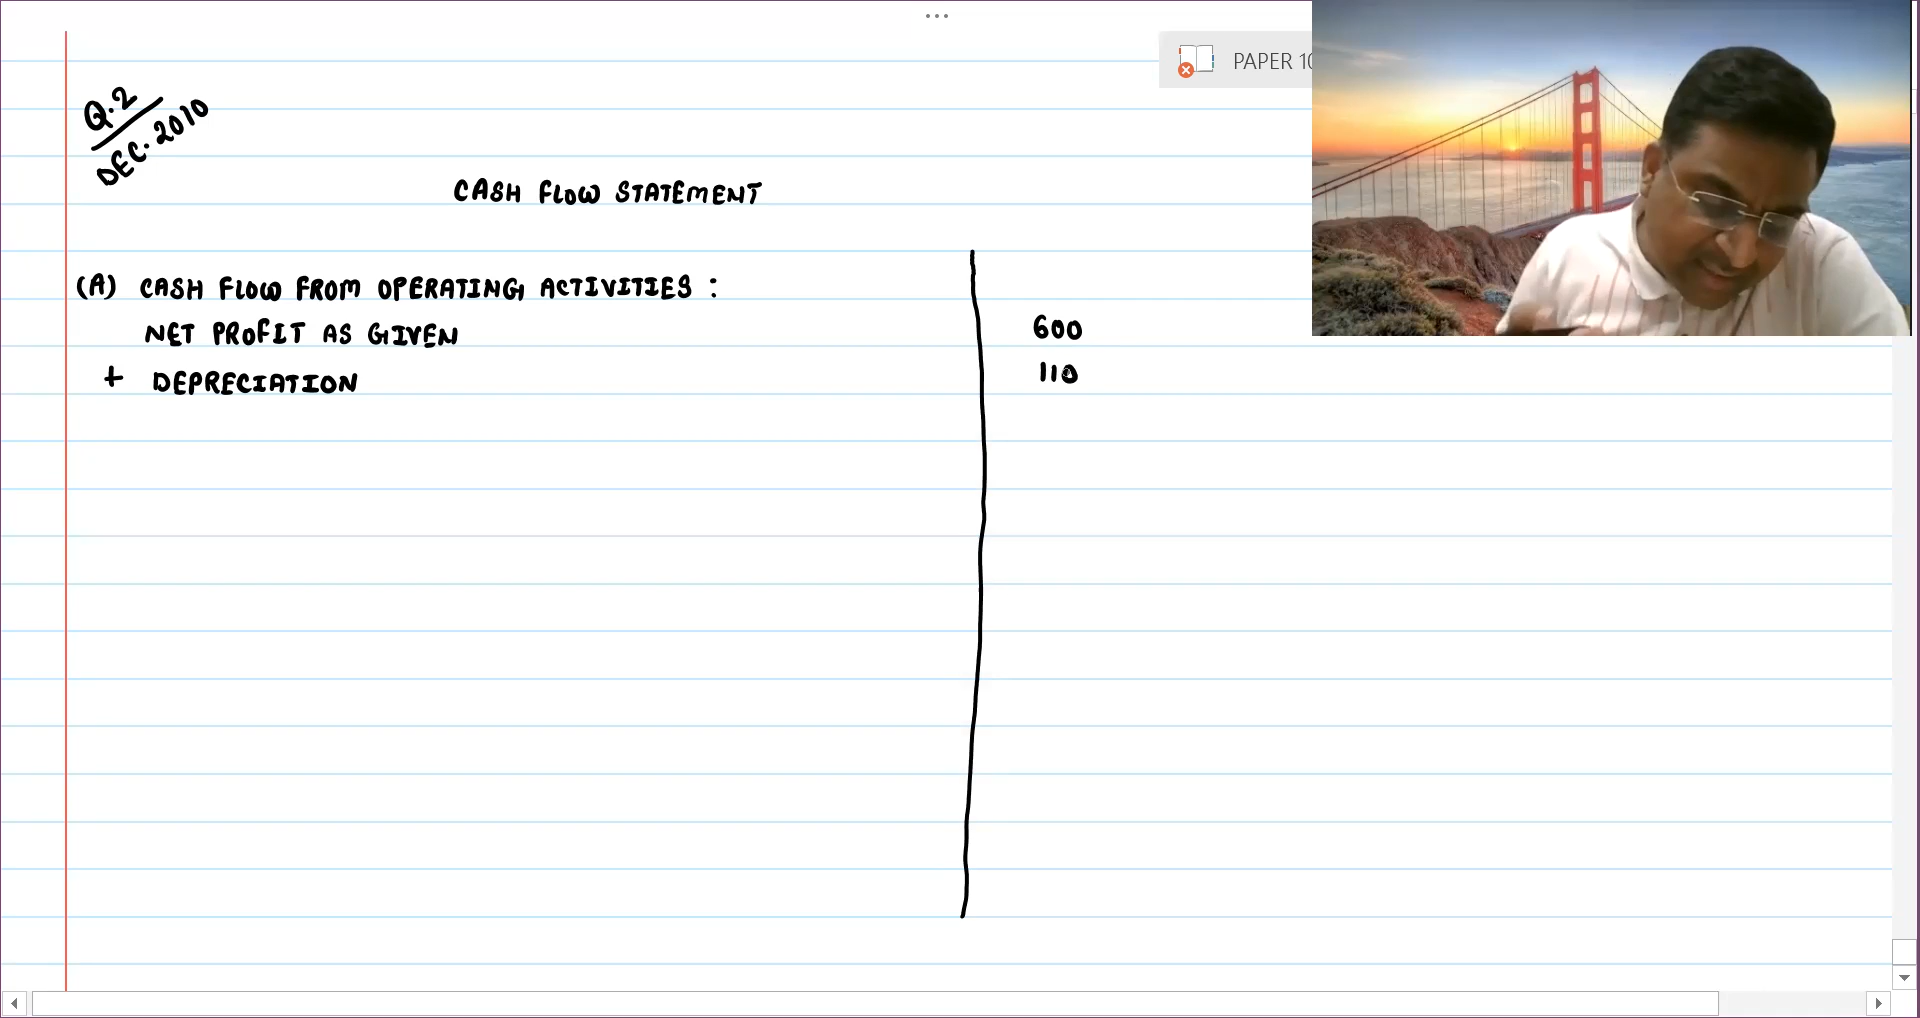 PAPER 10
Q.2
DEC. 2010
CASH FLOW STATEMENT
(A) CASH FLOW FROM OPERATING ACTIVITIES :
NET PROFIT AS GIVEN 600
+ DEPRECIATION 110